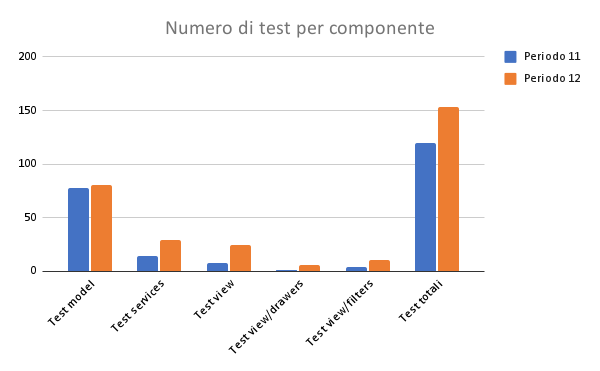 Numero di test per componente
Periodo 11
Periodo 12
200
150
100
50
0
Test model
Test services
Test view
Test view/drawers
Test view/filters
Test totali